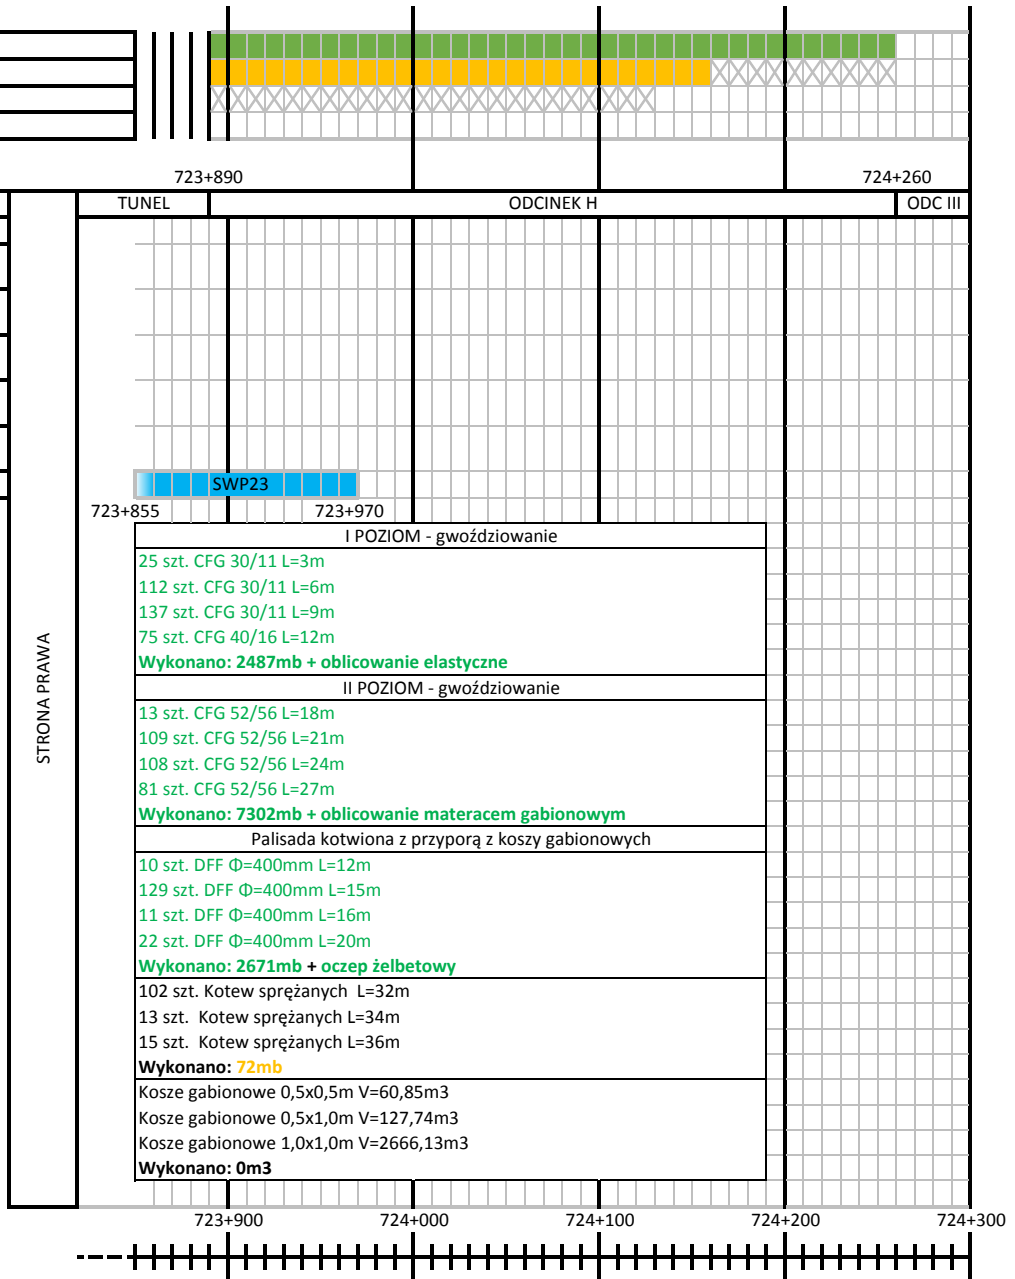 723+890
724+260
TUNEL
ODCINEK H
ODC III
SWP23
723+855
723+970
STRONA PRAWA
I POZIOM - gwoździowanie
25 szt. CFG 30/11 L=3m
112 szt. CFG 30/11 L=6m
137 szt. CFG 30/11 L=9m
75 szt. CFG 40/16 L=12m
Wykonano: 2487mb + oblicowanie elastyczne
II POZIOM - gwoździowanie
13 szt. CFG 52/56 L=18m
109 szt. CFG 52/56 L=21m
108 szt. CFG 52/56 L=24m
81 szt. CFG 52/56 L=27m
Wykonano: 7302mb + oblicowanie materacem gabionowym
Palisada kotwiona z przyporą z koszy gabionowych
10 szt. DFF Φ=400mm L=12m
129 szt. DFF Φ=400mm L=15m
11 szt. DFF Φ=400mm L=16m
22 szt. DFF Φ=400mm L=20m
Wykonano: 2671mb + oczep żelbetowy
102 szt. Kotew sprężanych  L=32m
13 szt.  Kotew sprężanych L=34m
15 szt.  Kotew sprężanych L=36m
Wykonano: 72mb
Kosze gabionowe 0,5x0,5m V=60,85m3
Kosze gabionowe 0,5x1,0m V=127,74m3
Kosze gabionowe 1,0x1,0m V=2666,13m3
Wykonano: 0m3
723+900
724+000
724+100
724+200
724+300